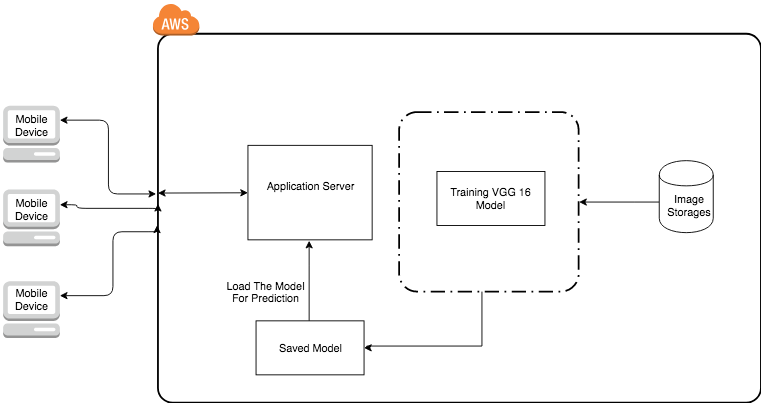 AWS
Mobile
Device
Mobile
Device
Mobile
Device
Application Server
Training VGG 16
Model
Image
Storages
Load The Model
For Prediction
Saved Model